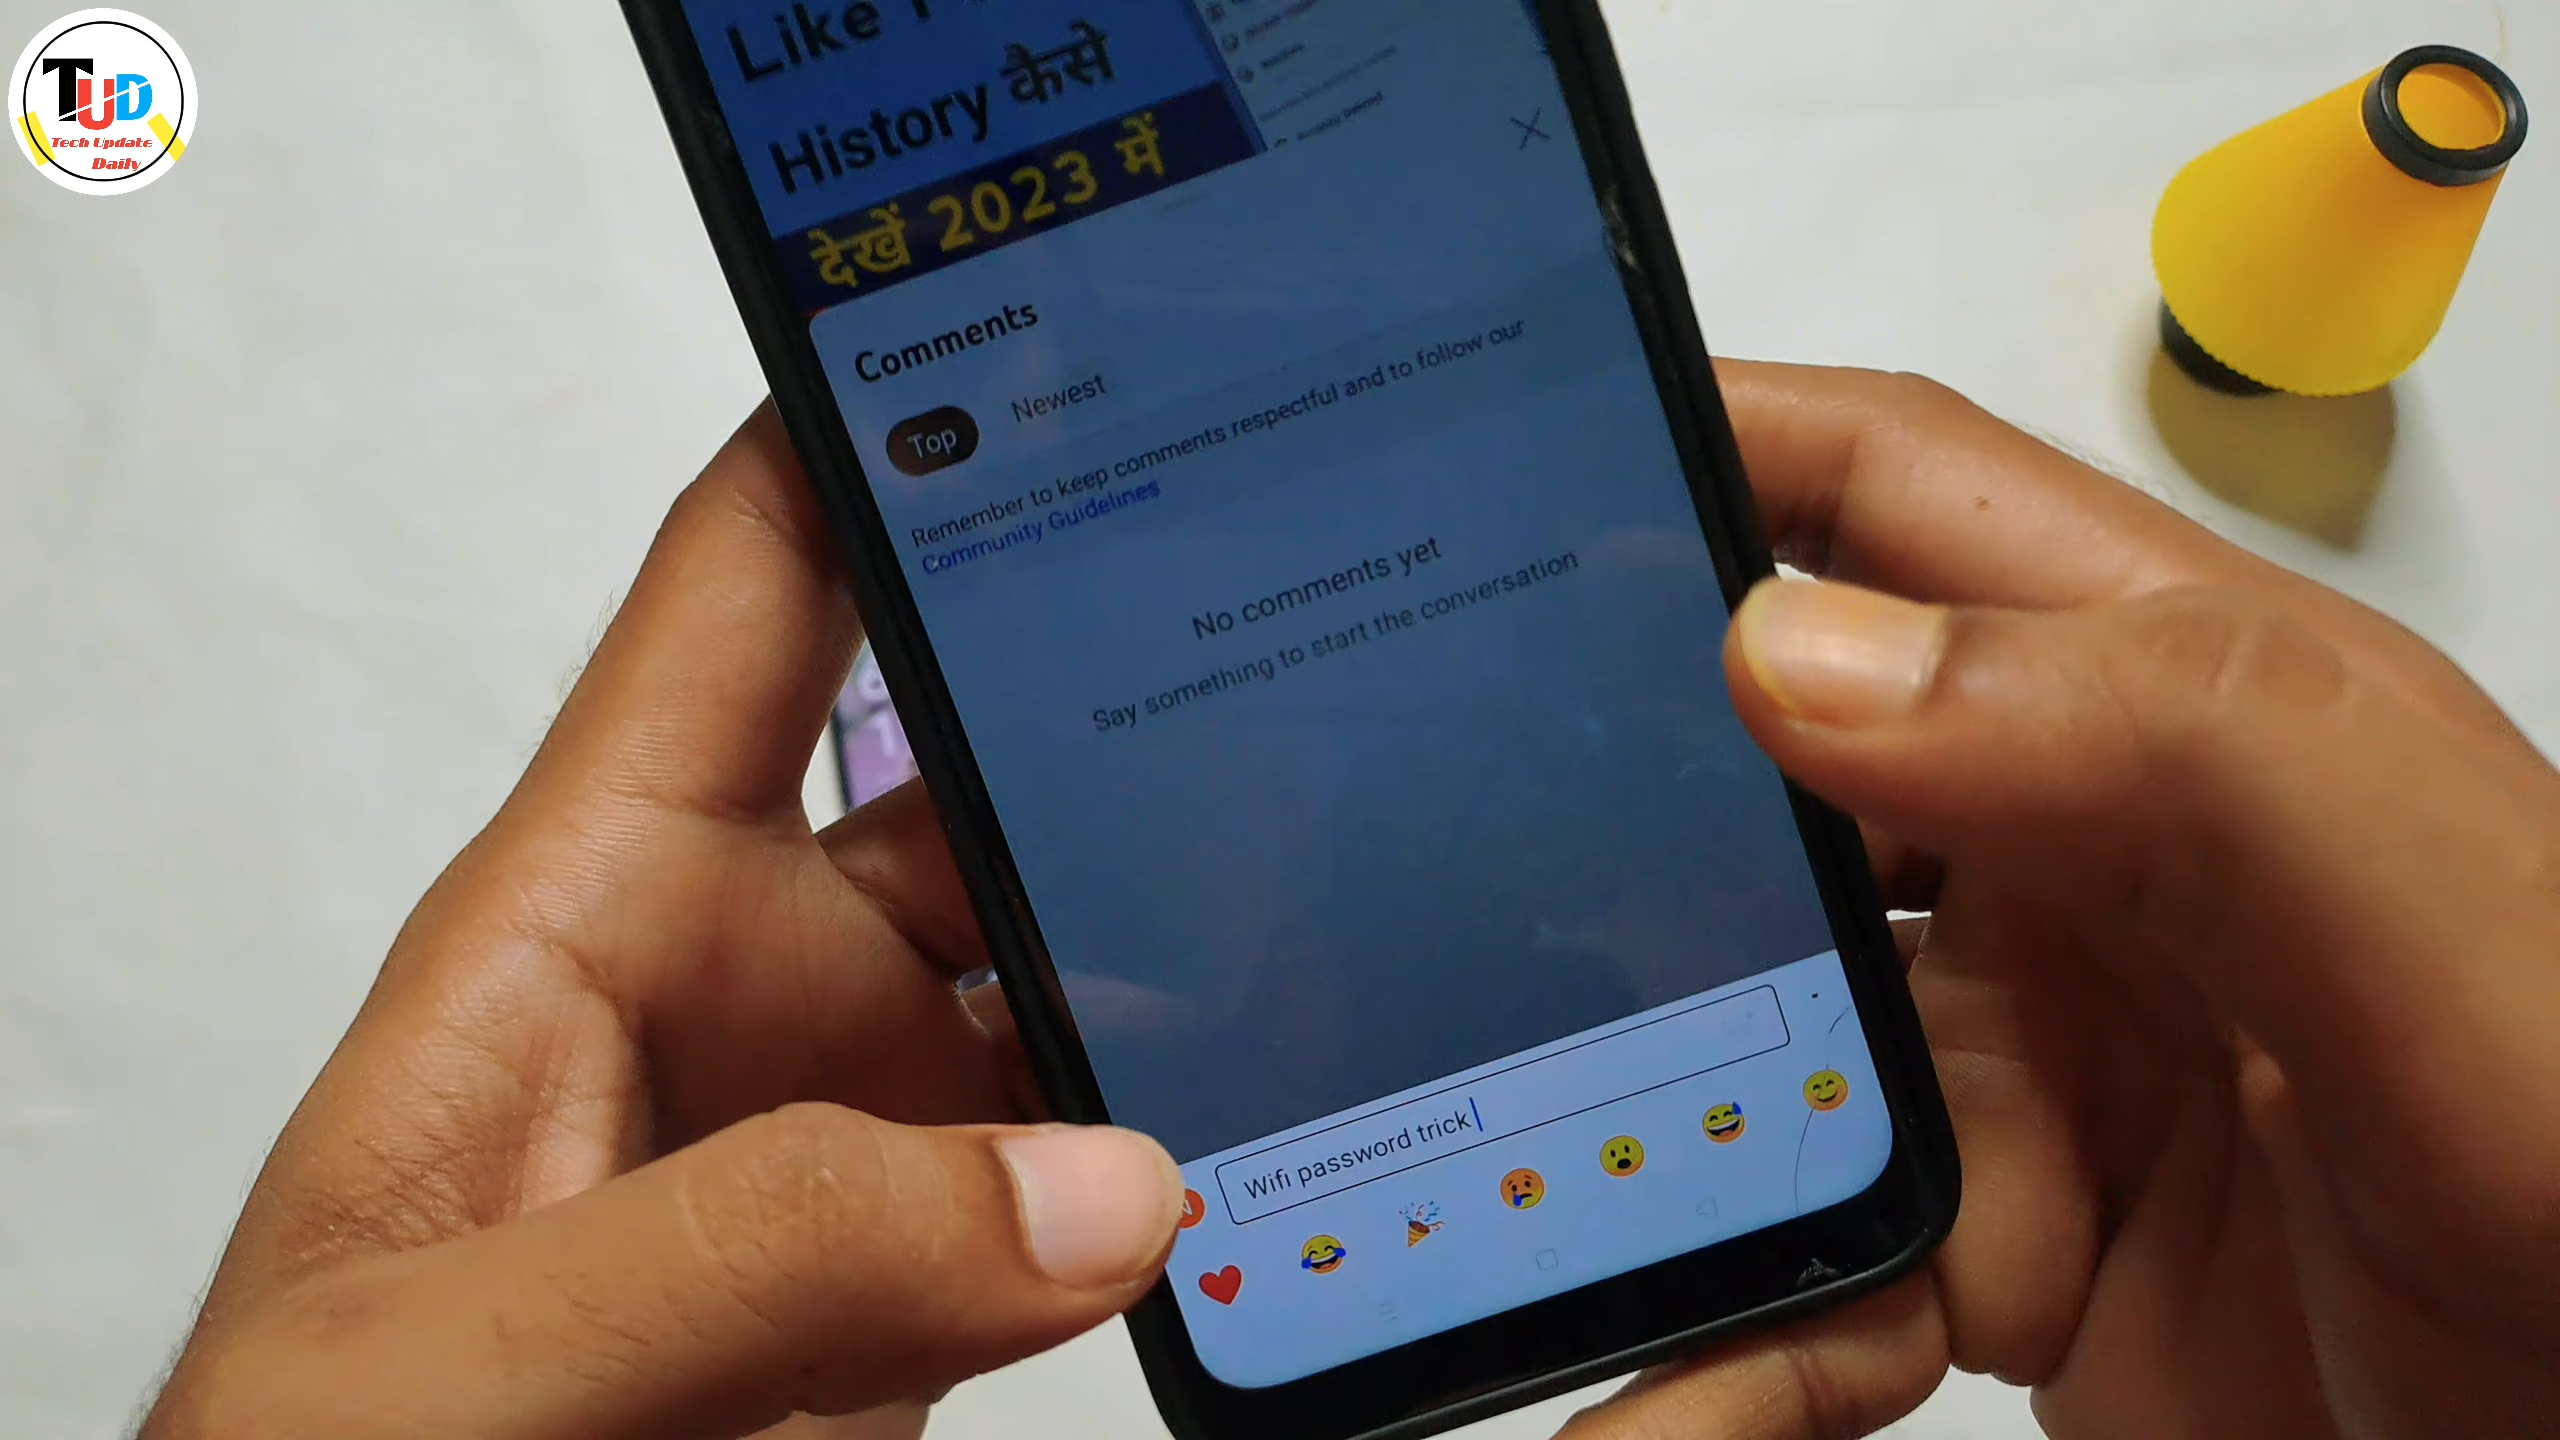 TUD
Tech Update
Daily
Like
History कैसे
देखें 2023 में
Comments
Top
Newest
Remember to keep comments respectful and to follow our
Community Guidelines
No comments yet
Say something to start the conversation
Wifi password trick